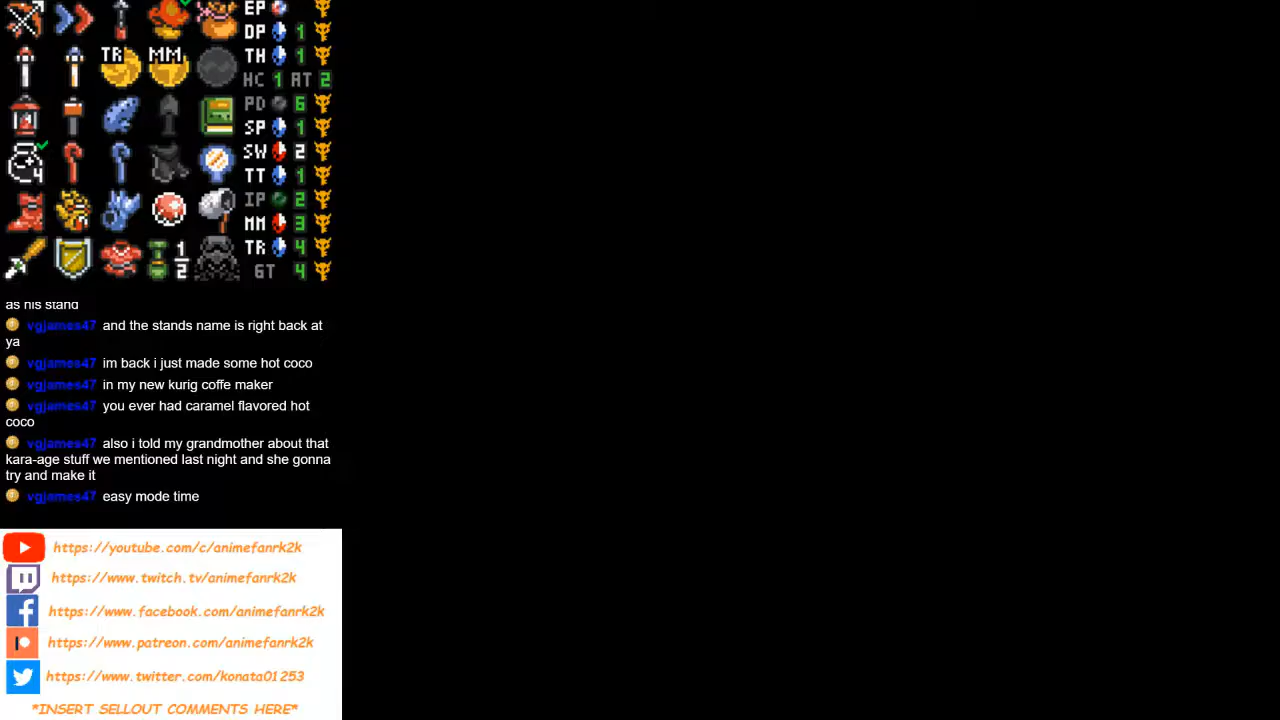 EP
DP 1
TR MM TH 1
HC 1 AT 2
PD 6
SP 1
4 SW 2
TT 1
IP 2
MM 3
1/2 TR 4
GT 4
as his stand
vgjames47 and the stands name is right back at
ya
vgjames47 im back i just made some hot coco
vgjames47 in my new kurig coffe maker
vgjames47 you ever had caramel flavored hot
coco
vgjames47 also i told my grandmother about that
kara-age stuff we mentioned last night and she gonna
try and make it
vgjames47 easy mode time
https://youtube.com/c/animefanrk2k
https://www.twitch.tv/animefanrk2k
https://www.facebook.com/animefanrk2k
https://www.patreon.com/animefanrk2k
https://www.twitter.com/konata01253
*INSERT SELLOUT COMMENTS HERE*